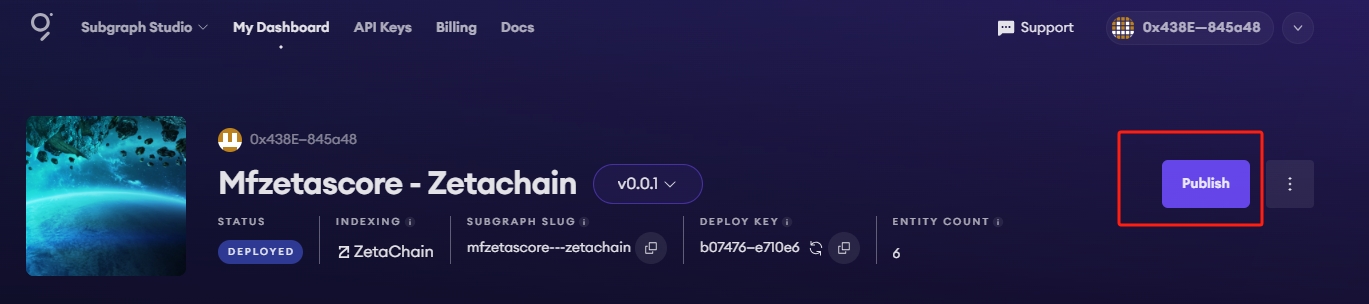 Subgraph Studio My Dashboard API Keys Billing Docs Support 0x438E–845a48
0x438E–845a48
Mfzetascore - Zetachain v0.0.1 Publish
STATUS INDEXING SUBGRAPH SLUG DEPLOY KEY ENTITY COUNT
DEPLOYED ZetaChain mfzetascore---zetachain b07476–e710e6 6